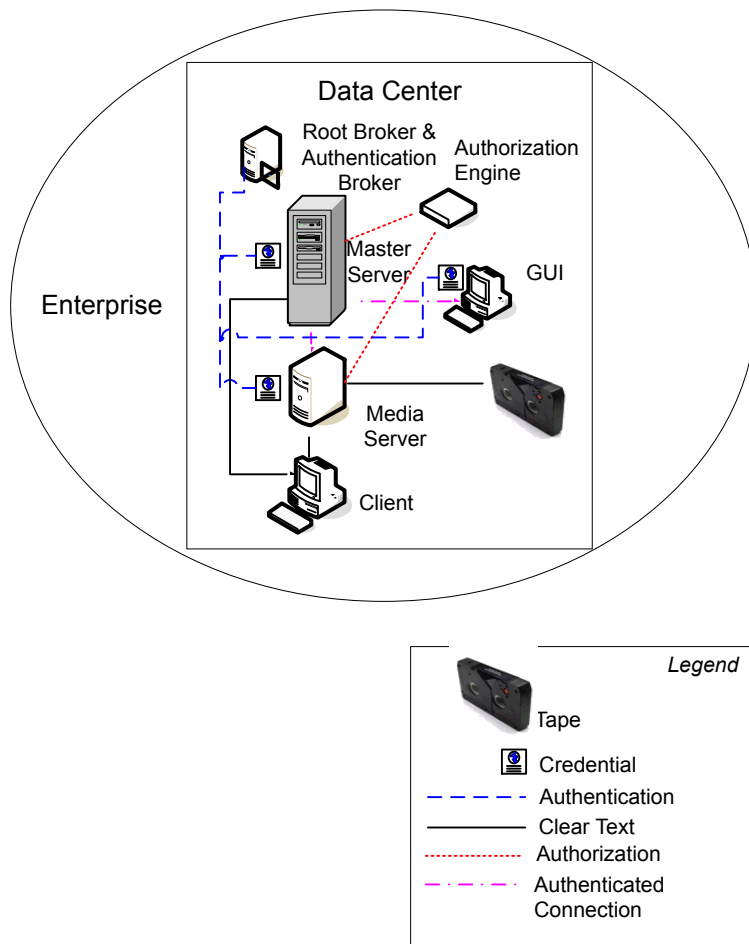 Data Center
Root Broker &
Authentication
Broker
Authorization
Engine
Master
Server
GUI
Enterprise
Media
Server
Client
Legend
Tape
Credential
Authentication
Clear Text
Authorization
Authenticated
Connection